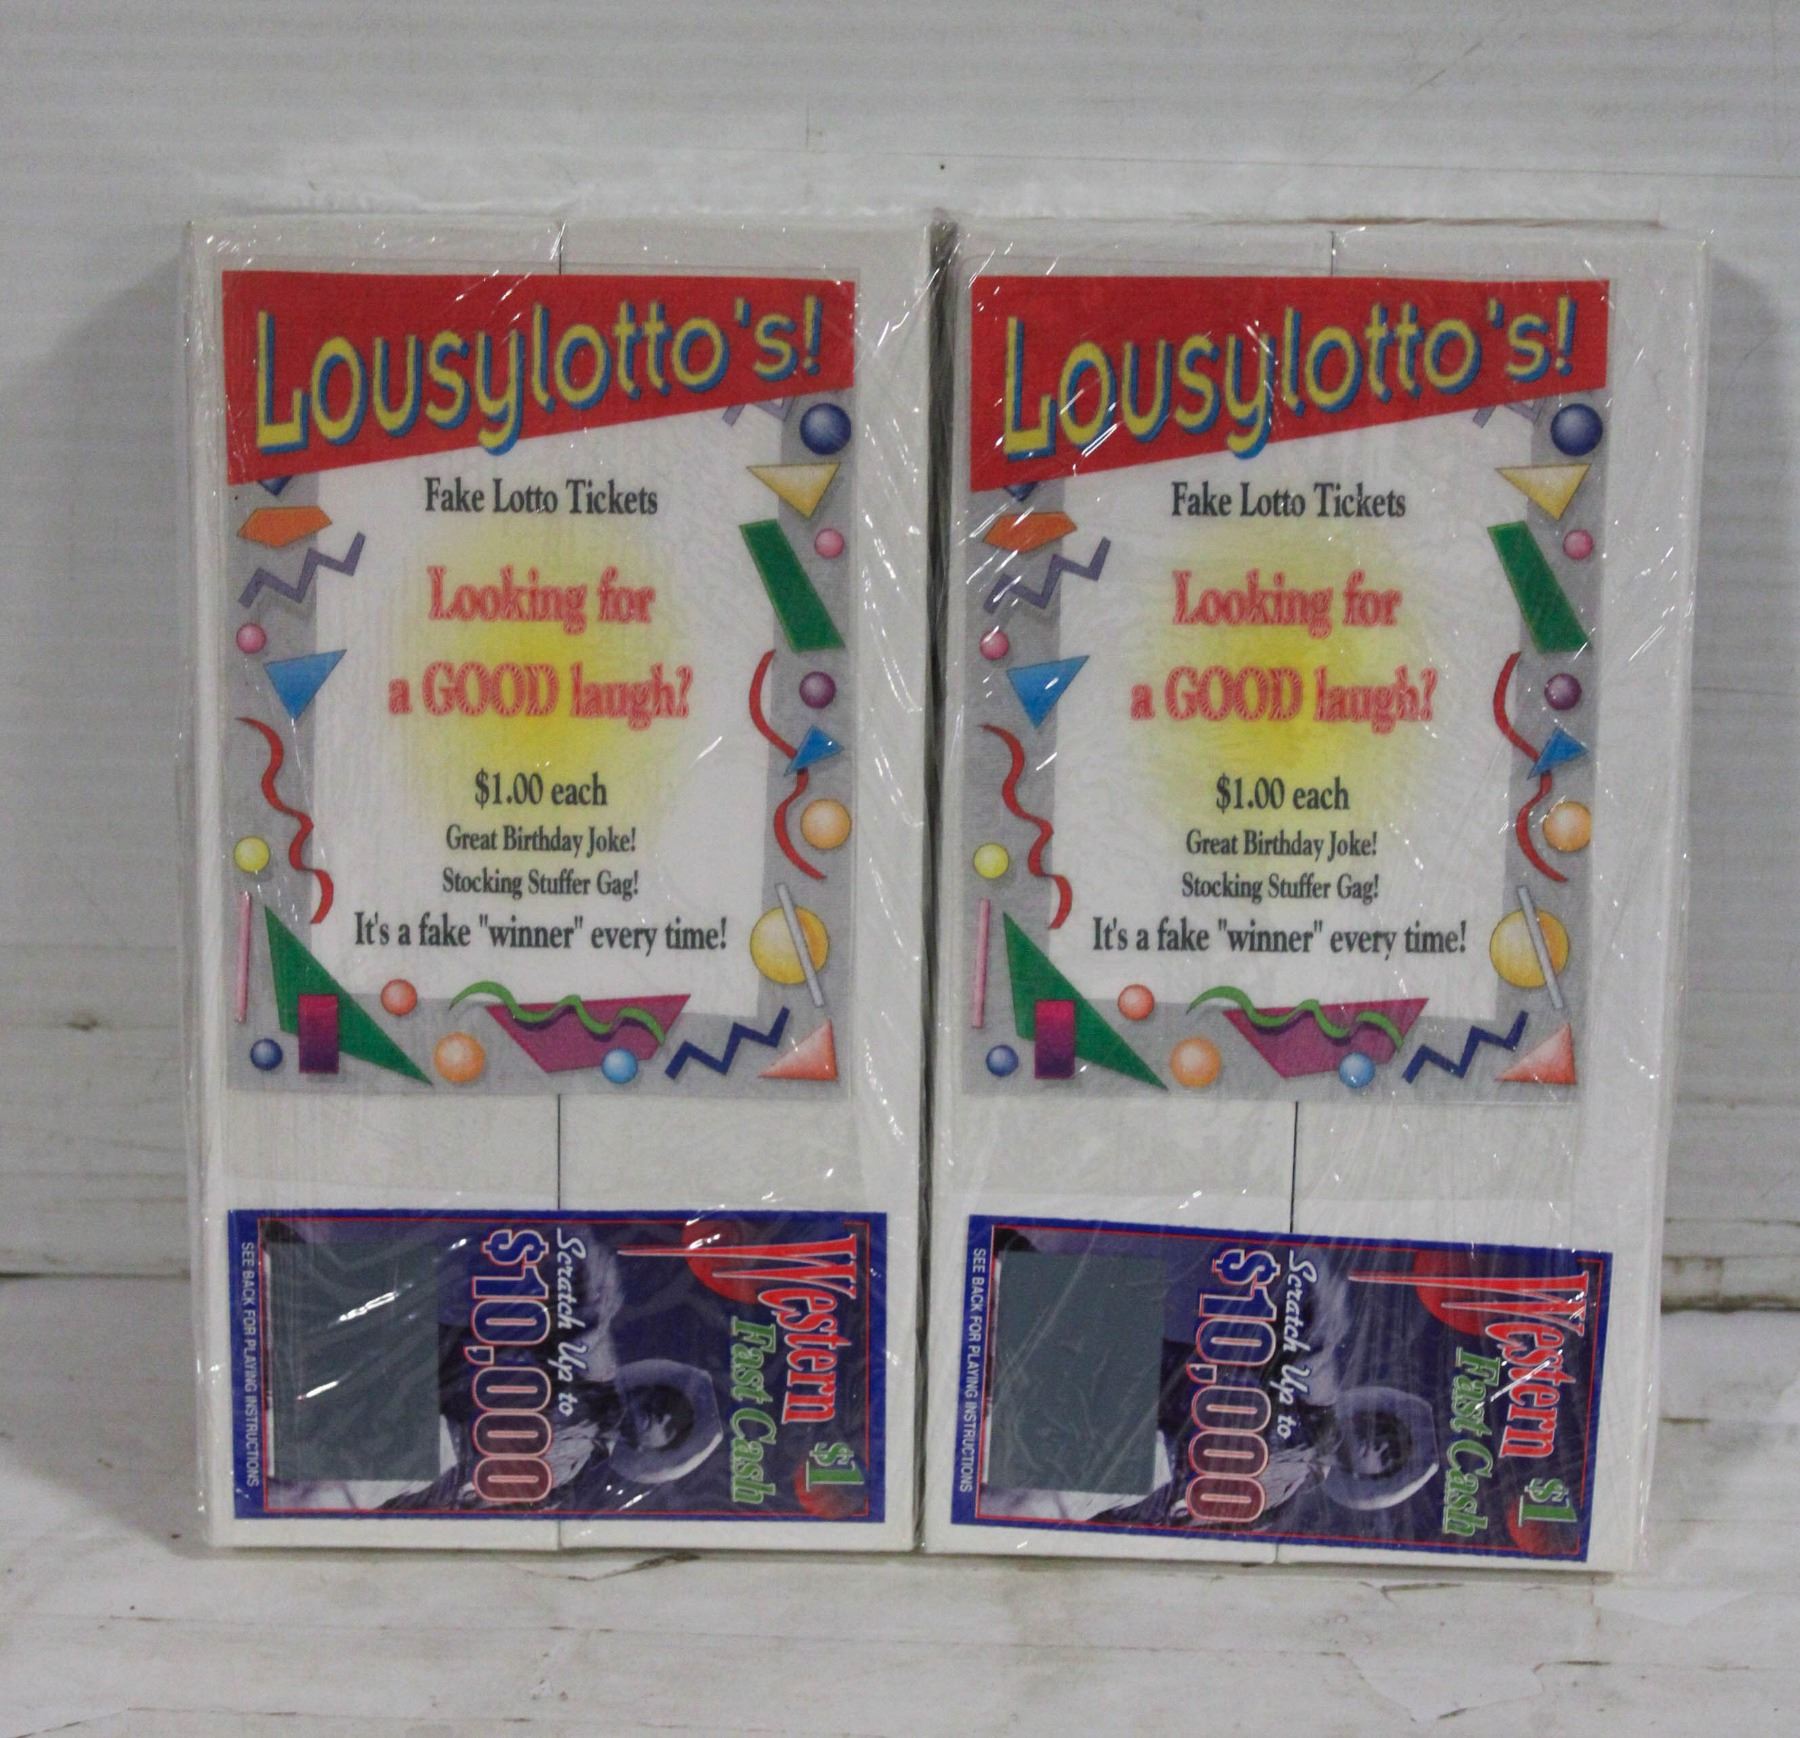 Lousylotto's!
Fake Lotto Tickets
Looking for
a GOOD laugh?
$1.00 each
Great Birthday Joke!
Stocking Stuffer Gag!
It's a fake "winner" every time!
Western $1
Fast Cash
Scratch Up to
$10,000
SEE BACK FOR PLAYING INSTRUCTIONS
Lousylotto's!
Fake Lotto Tickets
Looking for
a GOOD laugh?
$1.00 each
Great Birthday Joke!
Stocking Stuffer Gag!
It's a fake "winner" every time!
Western $1
Fast Cash
Scratch Up to
$10,000
SEE BACK FOR PLAYING INSTRUCTIONS